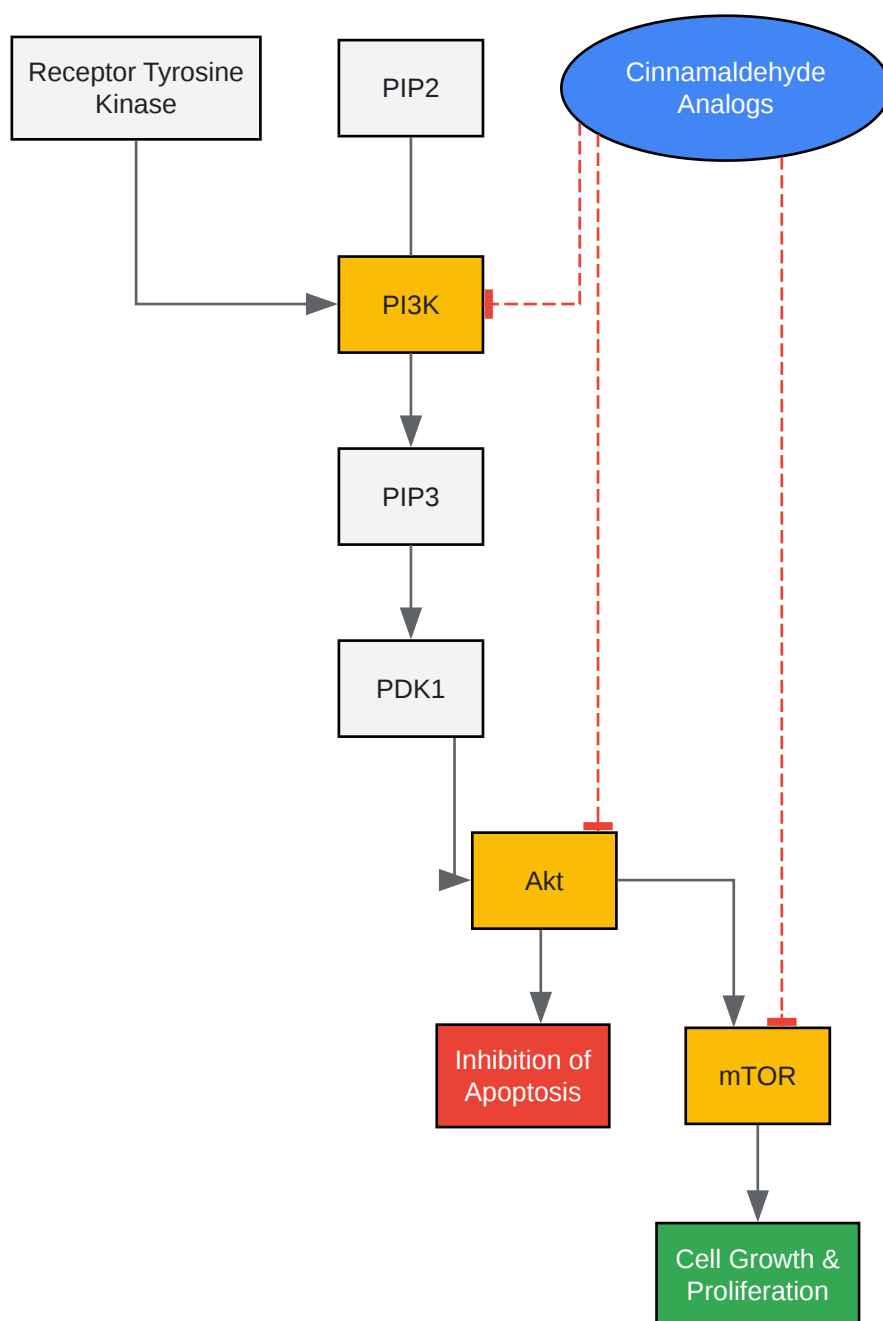 Receptor Tyrosine
Kinase
PIP2
Cinnamaldehyde
Analogs
PI3K
PIP3
PDK1
Akt
Inhibition of
Apoptosis
mTOR
Cell Growth &
Proliferation